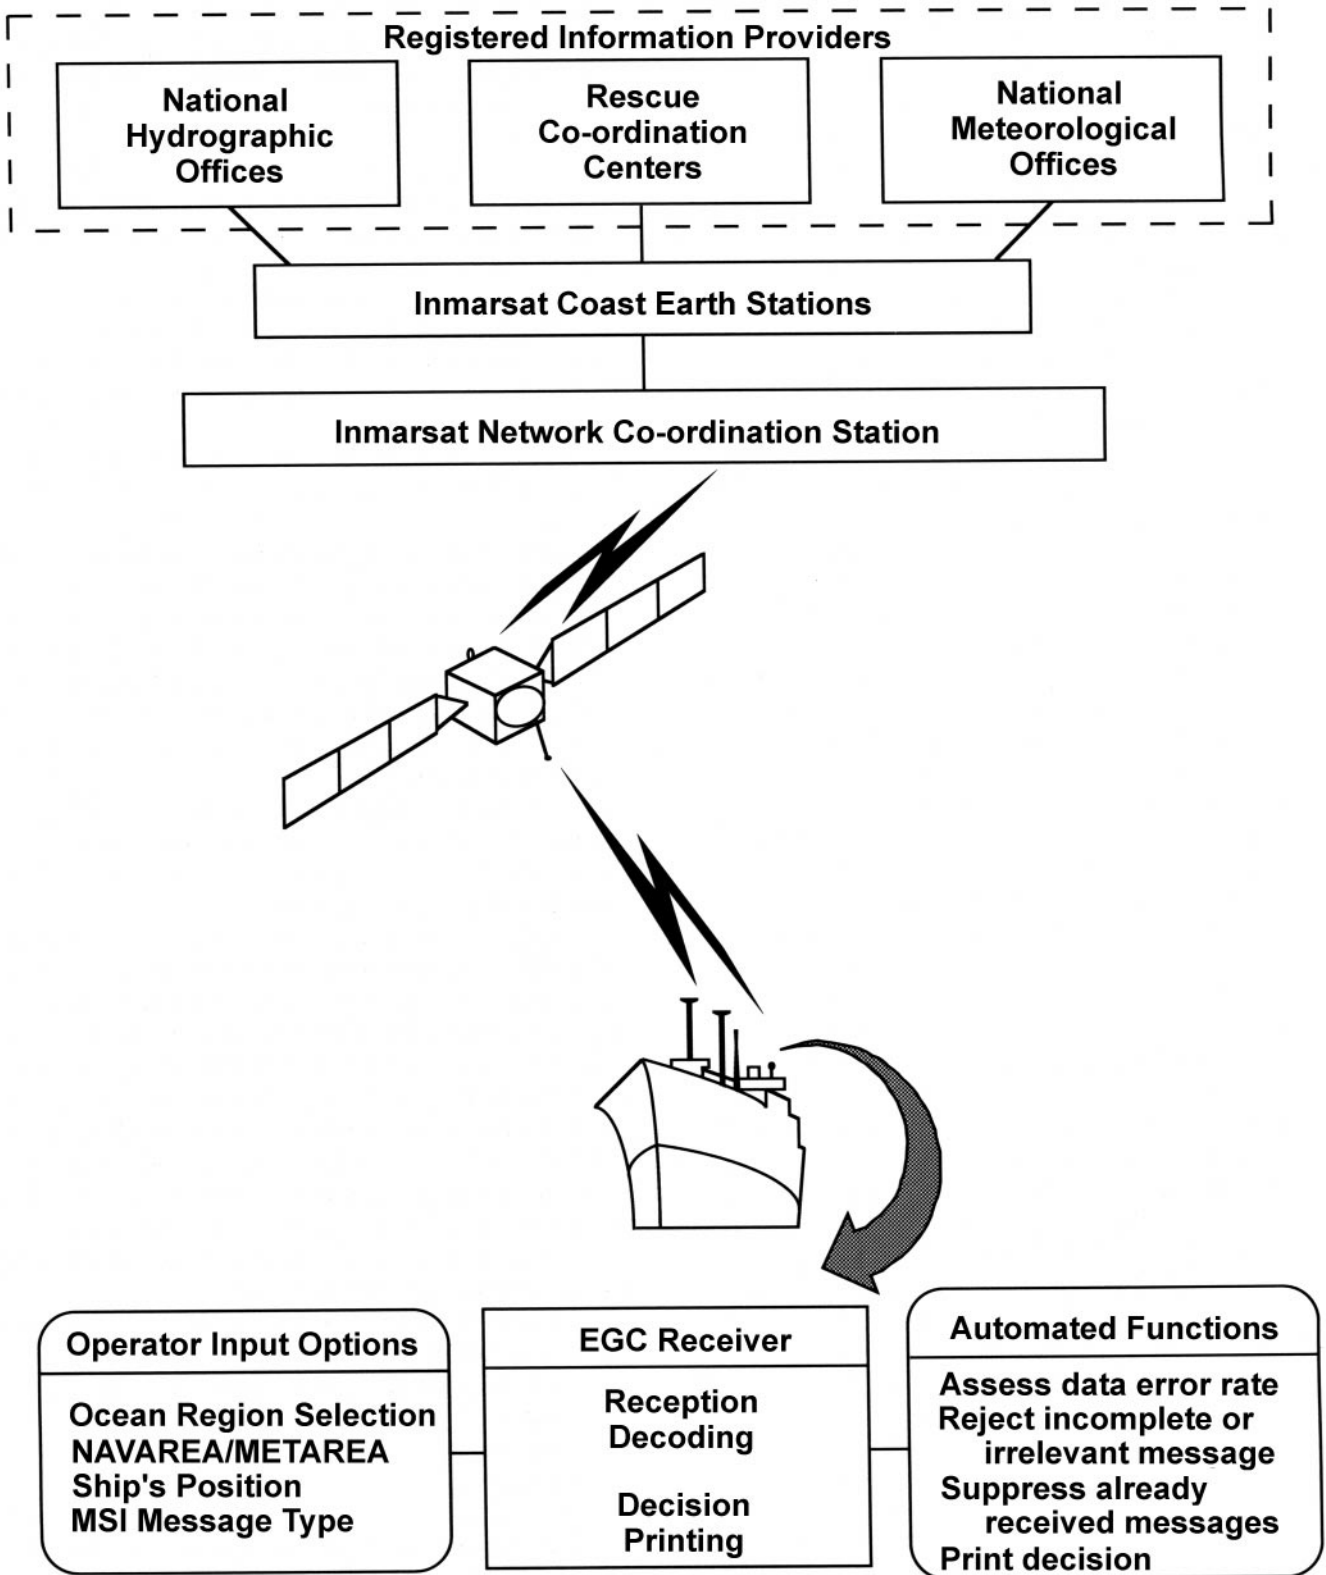 Registered Information Providers
National
Hydrographic
Offices
Rescue
Co-ordination
Centers
National
Meteorological
Offices
Inmarsat Coast Earth Stations
Inmarsat Network Co-ordination Station
Operator Input Options
Ocean Region Selection
NAVAREA/METAREA
Ship's Position
MSI Message Type
EGC Receiver
Reception
Decoding
Decision
Printing
Automated Functions
Assess data error rate
Reject incomplete or
irrelevant message
Suppress already
received messages
Print decision